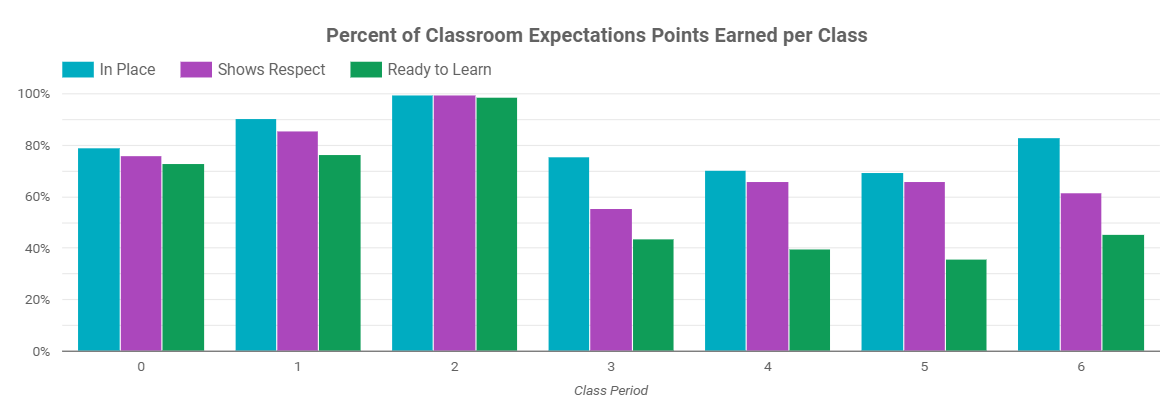 Percent of Classroom Expectations Points Earned per Class
In Place Shows Respect Ready to Learn
100%
80%
60%
40%
20%
0%
0 1 2 3 4 5 6
Class Period